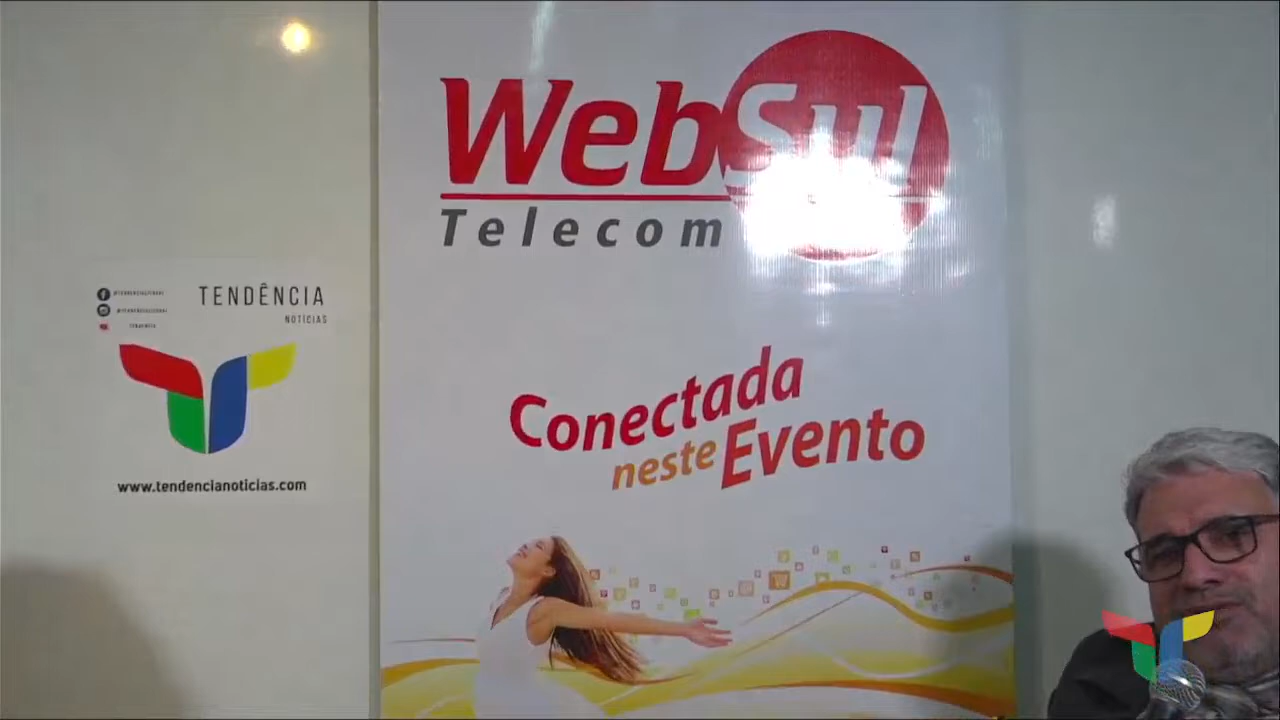 WebSul
Telecom
TENDÊNCIA
NOTÍCIAS
www.tendencianoticias.com
Conectada
neste Evento